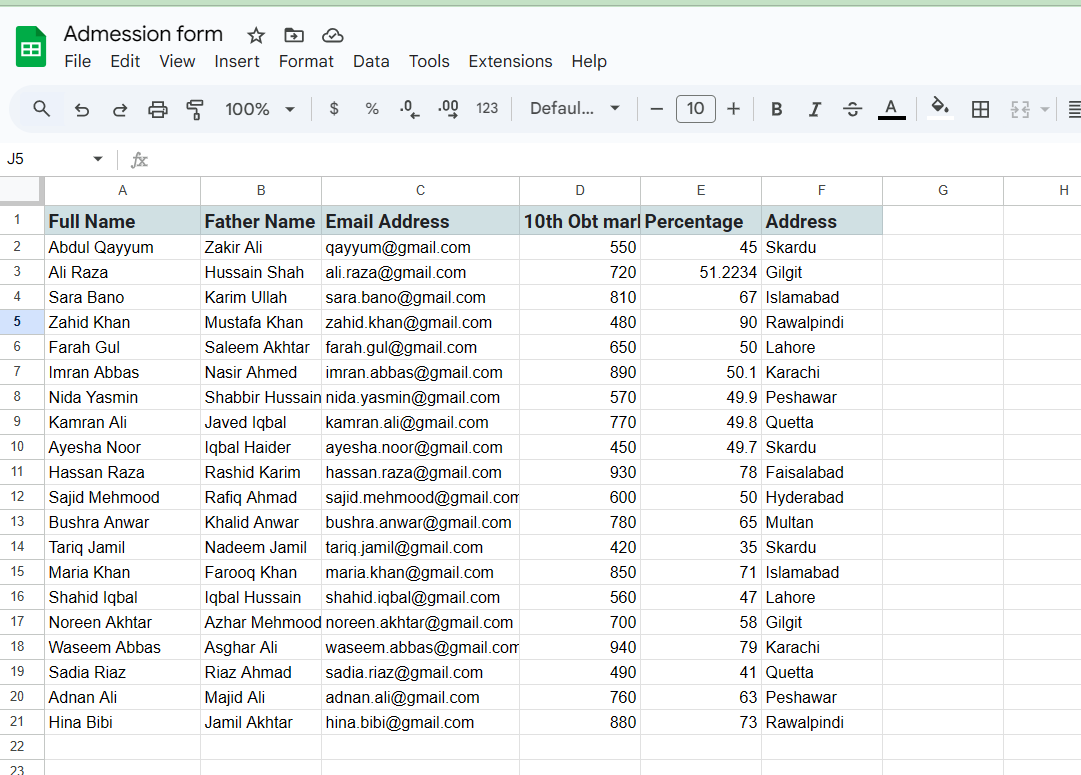 Admession form
File Edit View Insert Format Data Tools Extensions Help
100% $ % .0 .00 123 Defaul... − 10 + B I S A
J5 fx
A B C D E F G H
1 Full Name Father Name Email Address 10th Obt mar Percentage Address
2 Abdul Qayyum Zakir Ali qayyum@gmail.com 550 45 Skardu
3 Ali Raza Hussain Shah ali.raza@gmail.com 720 51.2234 Gilgit
4 Sara Bano Karim Ullah sara.bano@gmail.com 810 67 Islamabad
5 Zahid Khan Mustafa Khan zahid.khan@gmail.com 480 90 Rawalpindi
6 Farah Gul Saleem Akhtar farah.gul@gmail.com 650 50 Lahore
7 Imran Abbas Nasir Ahmed imran.abbas@gmail.com 890 50.1 Karachi
8 Nida Yasmin Shabbir Hussain nida.yasmin@gmail.com 570 49.9 Peshawar
9 Kamran Ali Javed Iqbal kamran.ali@gmail.com 770 49.8 Quetta
10 Ayesha Noor Iqbal Haider ayesha.noor@gmail.com 450 49.7 Skardu
11 Hassan Raza Rashid Karim hassan.raza@gmail.com 930 78 Faisalabad
12 Sajid Mehmood Rafiq Ahmad sajid.mehmood@gmail.com 600 50 Hyderabad
13 Bushra Anwar Khalid Anwar bushra.anwar@gmail.com 780 65 Multan
14 Tariq Jamil Nadeem Jamil tariq.jamil@gmail.com 420 35 Skardu
15 Maria Khan Farooq Khan maria.khan@gmail.com 850 71 Islamabad
16 Shahid Iqbal Iqbal Hussain shahid.iqbal@gmail.com 560 47 Lahore
17 Noreen Akhtar Azhar Mehmood noreen.akhtar@gmail.com 700 58 Gilgit
18 Waseem Abbas Asghar Ali waseem.abbas@gmail.com 940 79 Karachi
19 Sadia Riaz Riaz Ahmad sadia.riaz@gmail.com 490 41 Quetta
20 Adnan Ali Majid Ali adnan.ali@gmail.com 760 63 Peshawar
21 Hina Bibi Jamil Akhtar hina.bibi@gmail.com 880 73 Rawalpindi
22
23